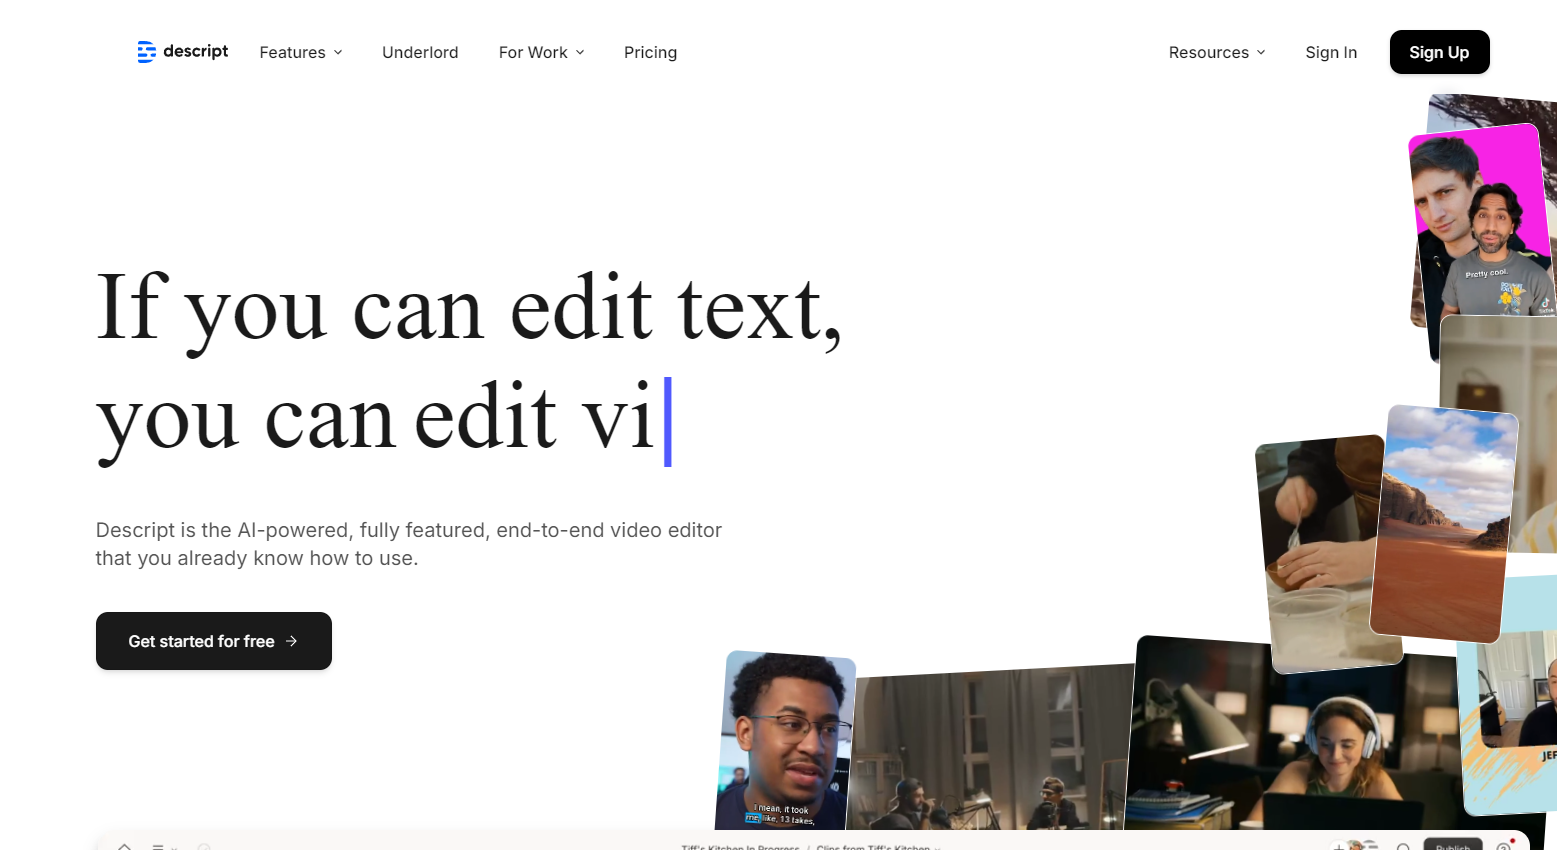 descript
Features
Underlord
For Work
Pricing
Resources
Sign In
Sign Up
If you can edit text,
you can edit vi
Descript is the AI-powered, fully featured, end-to-end video editor
that you already know how to use.
Get started for free
Pretty cool.
TikTok
I mean, it took
me, like, 13 takes,
JEF
Tiff's Kitchen In Progress / Clips from Tiff's Kitchen
Publish